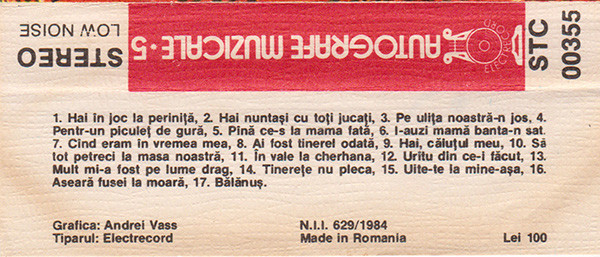 STEREO
LOW NOISE
AUTOGRAFE MUZICALE • 5
ELECTRECORD
STC
00355
1. Hai în joc la periniță, 2. Hai nuntași cu toți jucați, 3. Pe ulița noastră-n jos, 4.
Pentr-un piculeț de gură, 5. Pînă ce-s la mama fată, 6. I-auzi mamă banta-n sat.
7. Cind eram in vremea mea, 8. Ai fost tinerel odată, 9. Hai, căluțul meu, 10. Să
tot petreci la masa noastră, 11. În vale la cherhana, 12. Uritu din ce-i făcut, 13.
Mult mi-a fost pe lume drag, 14. Tinerețe nu pleca, 15. Uite-te la mine-așa, 16.
Aseară fusei la moară, 17. Bălănuș.
Grafica: Andrei Vass
Tiparul: Electrecord
N.I.I. 629/1984
Made in Romania
Lei 100